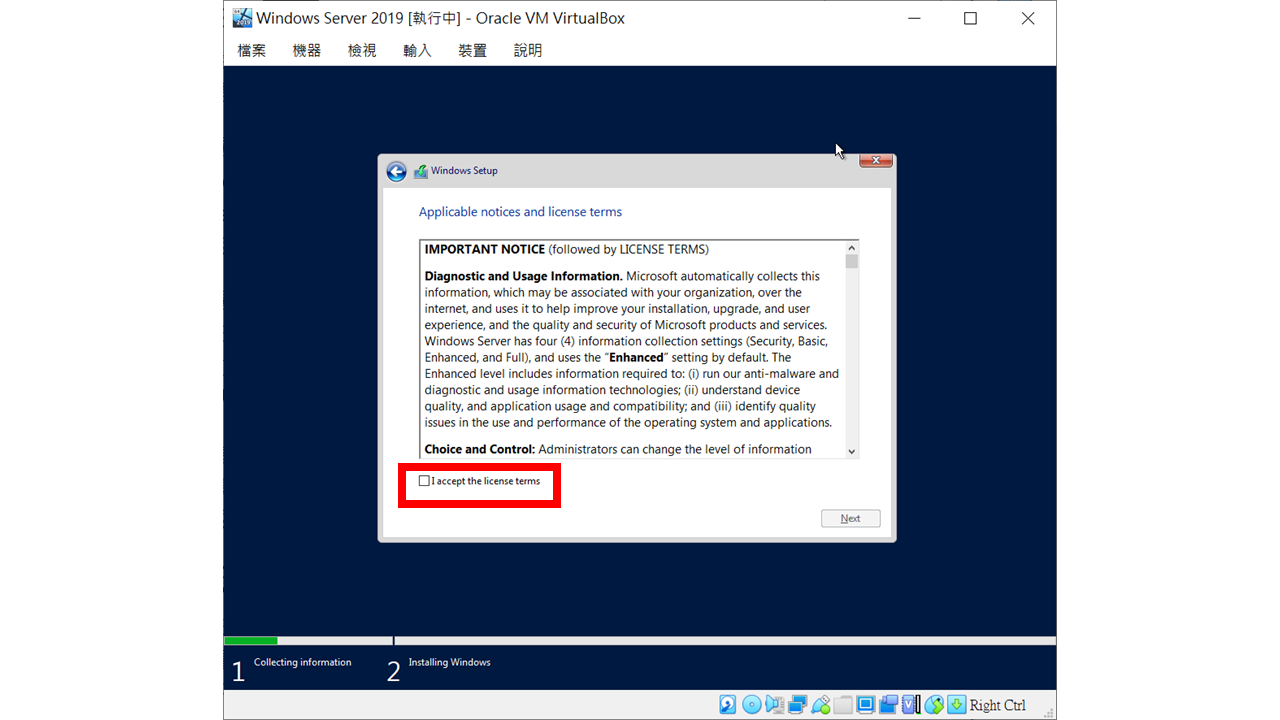 Windows Server 2019 [執行中] - Oracle VM VirtualBox
檔案 機器 檢視 輸入 裝置 說明
Windows Setup
Applicable notices and license terms
IMPORTANT NOTICE (followed by LICENSE TERMS)
Diagnostic and Usage Information. Microsoft automatically collects this
information, which may be associated with your organization, over the
internet, and uses it to help improve your installation, upgrade, and user
experience, and the quality and security of Microsoft products and services.
Windows Server has four (4) information collection settings (Security, Basic,
Enhanced, and Full), and uses the “Enhanced” setting by default. The
Enhanced level includes information required to: (i) run our anti-malware and
diagnostic and usage information technologies; (ii) understand device
quality, and application usage and compatibility; and (iii) identify quality
issues in the use and performance of the operating system and applications.
Choice and Control: Administrators can change the level of information
I accept the license terms
Next
1 Collecting information 2 Installing Windows
Right Ctrl